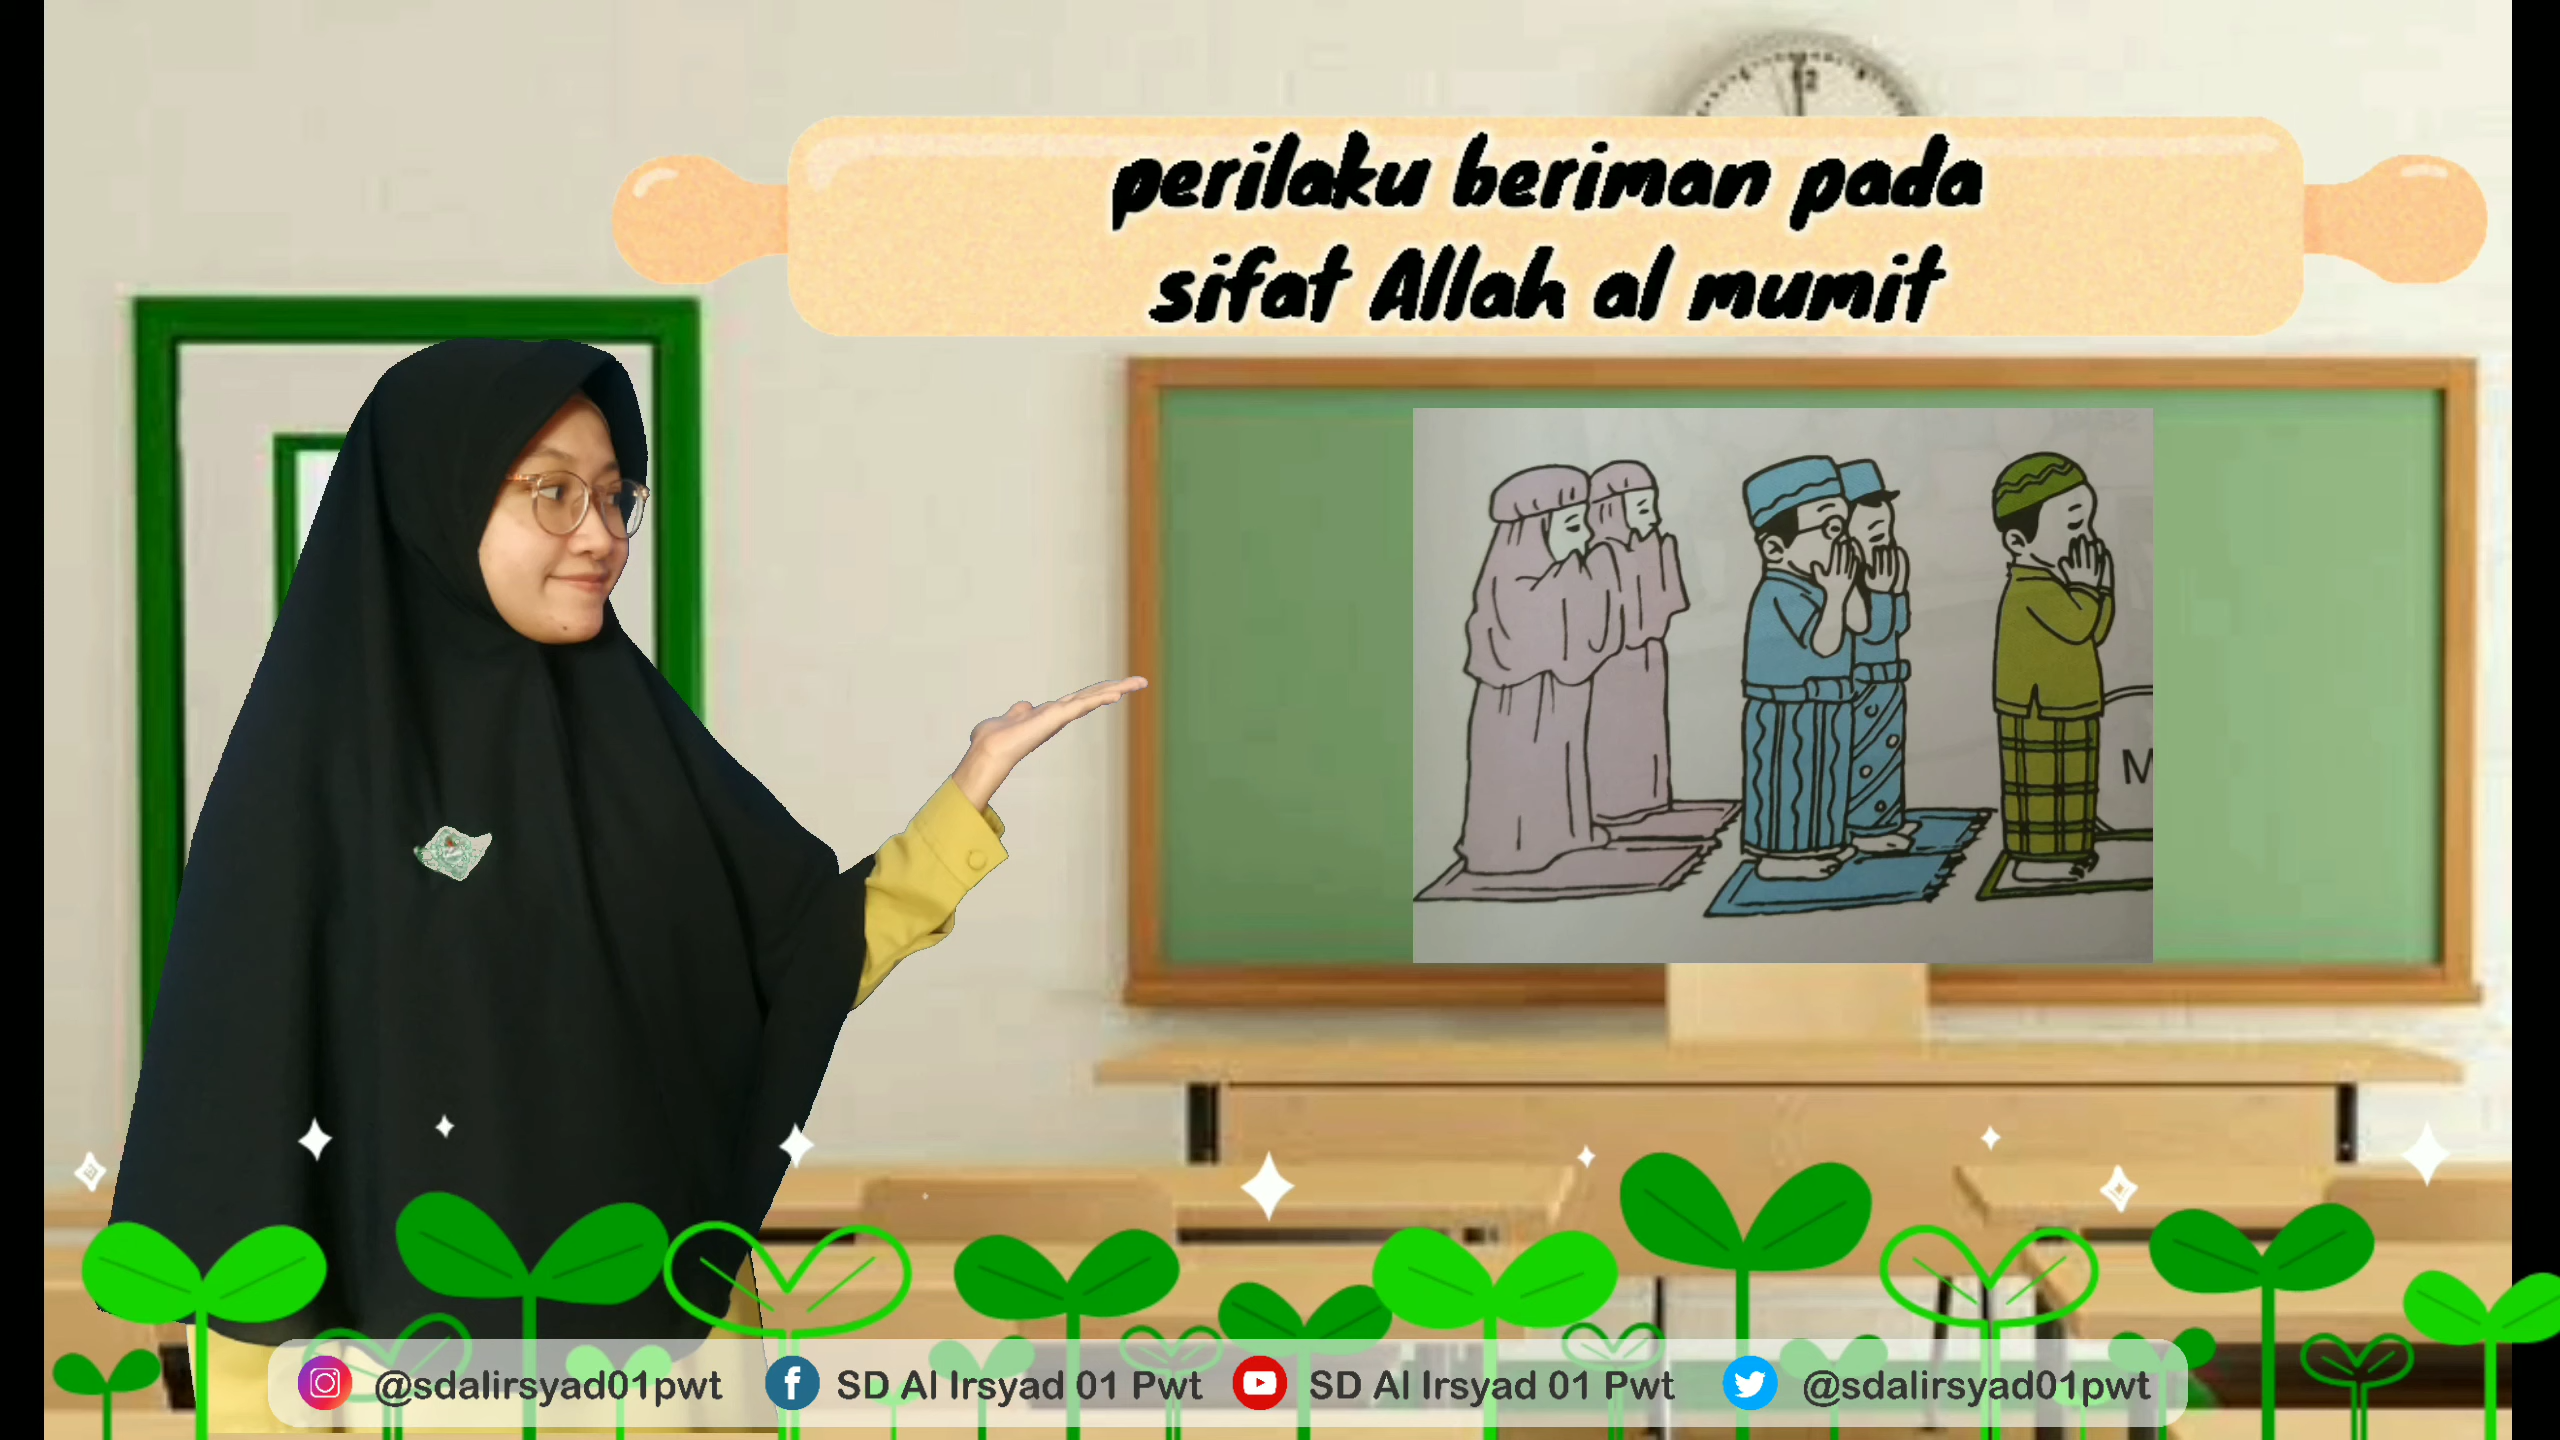 12
perilaku beriman pada
sifat Allah al mumit
M
@sdalirsyad01pwt
SD Al Irsyad 01 Pwt
SD Al Irsyad 01 Pwt
@sdalirsyad01pwt